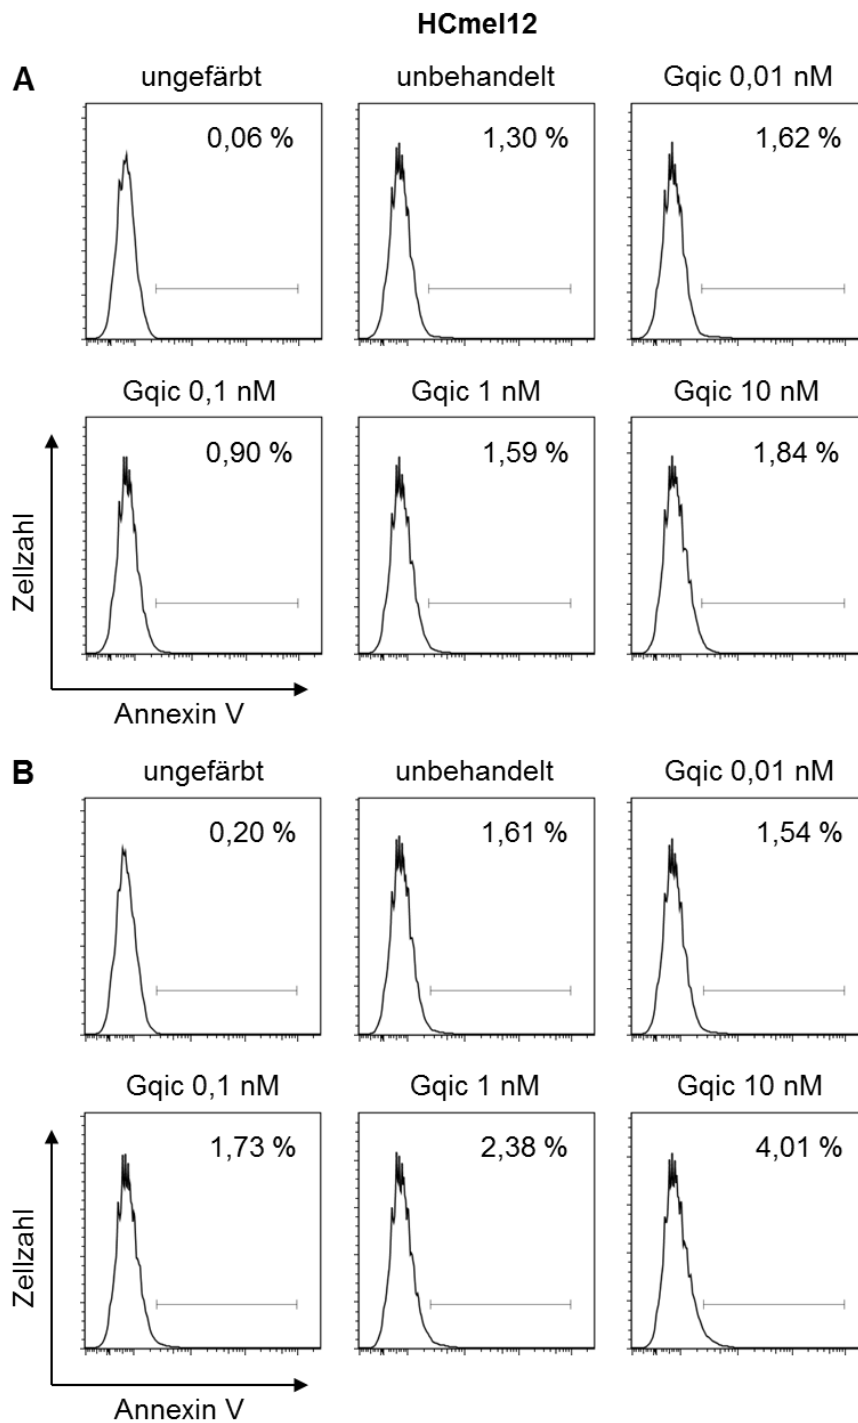 HCmel12
A
ungefärbt
unbehandelt
Gqic 0,01 nM
0,06 %
1,30 %
1,62 %
Gqic 0,1 nM
Gqic 1 nM
Gqic 10 nM
0,90 %
1,59 %
1,84 %
Zellzahl
Annexin V
B
ungefärbt
unbehandelt
Gqic 0,01 nM
0,20 %
1,61 %
1,54 %
Gqic 0,1 nM
Gqic 1 nM
Gqic 10 nM
1,73 %
2,38 %
4,01 %
Zellzahl
Annexin V